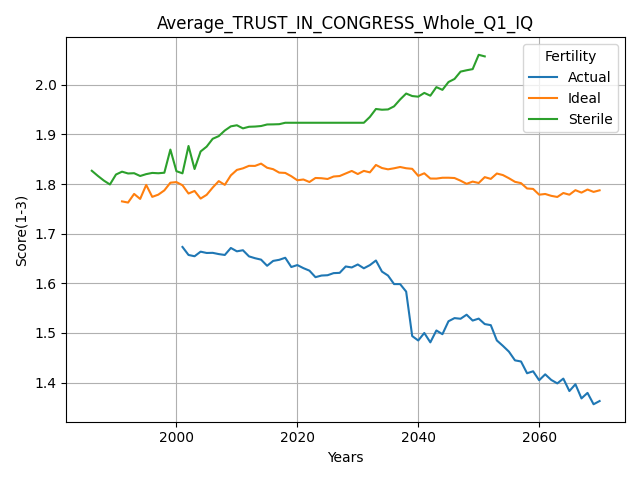 Average_TRUST_IN_CONGRESS_Whole_Q1_IQ
Fertility
Actual
Ideal
Sterile
Score(1-3)
2.0
1.9
1.8
1.7
1.6
1.5
1.4
2000
2020
2040
2060
Years